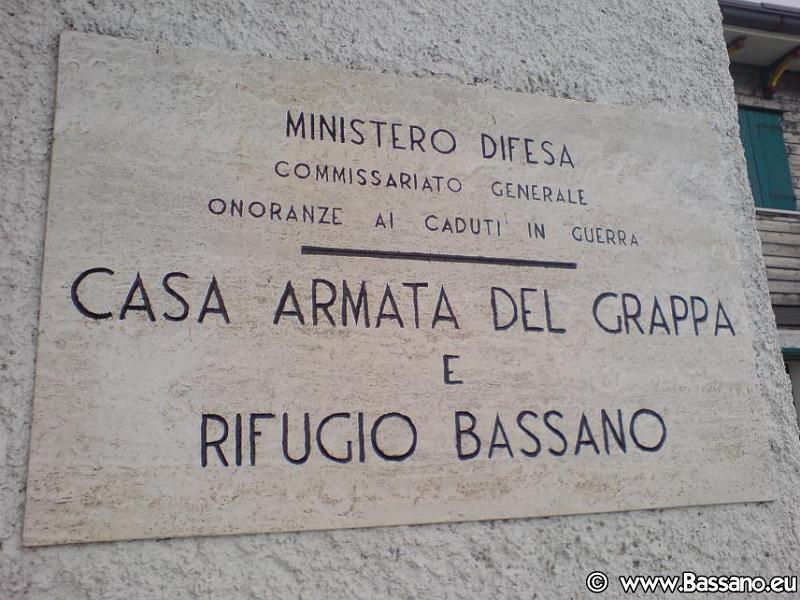 MINISTERO DIFESA
COMMISSARIATO GENERALE
ONORANZE AI CADUTI IN GUERRA
CASA ARMATA DEL GRAPPA
E
RIFUGIO BASSANO
© www.Bassano.eu